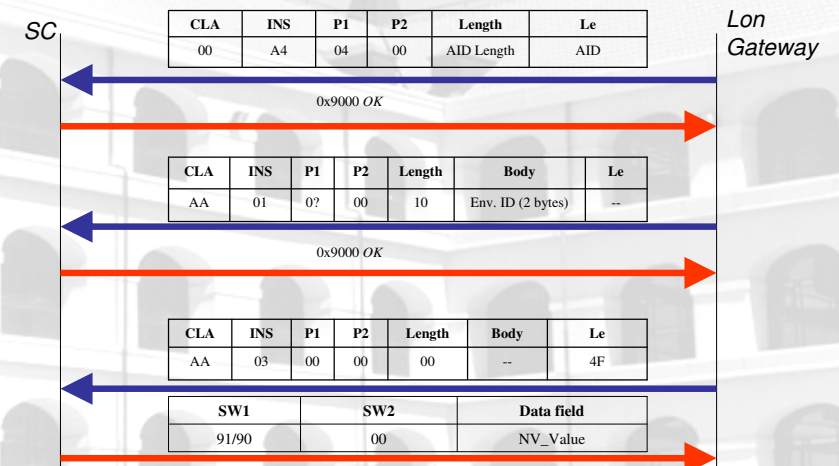 SC
Lon
Gateway
CLA INS P1 P2 Length Le
00 A4 04 00 AID Length AID
0x9000 OK
CLA INS P1 P2 Length Body Le
AA 01 0? 00 10 Env. ID (2 bytes) --
0x9000 OK
CLA INS P1 P2 Length Body Le
AA 03 00 00 00 -- 4F
SW1 SW2 Data field
91/90 00 NV_Value